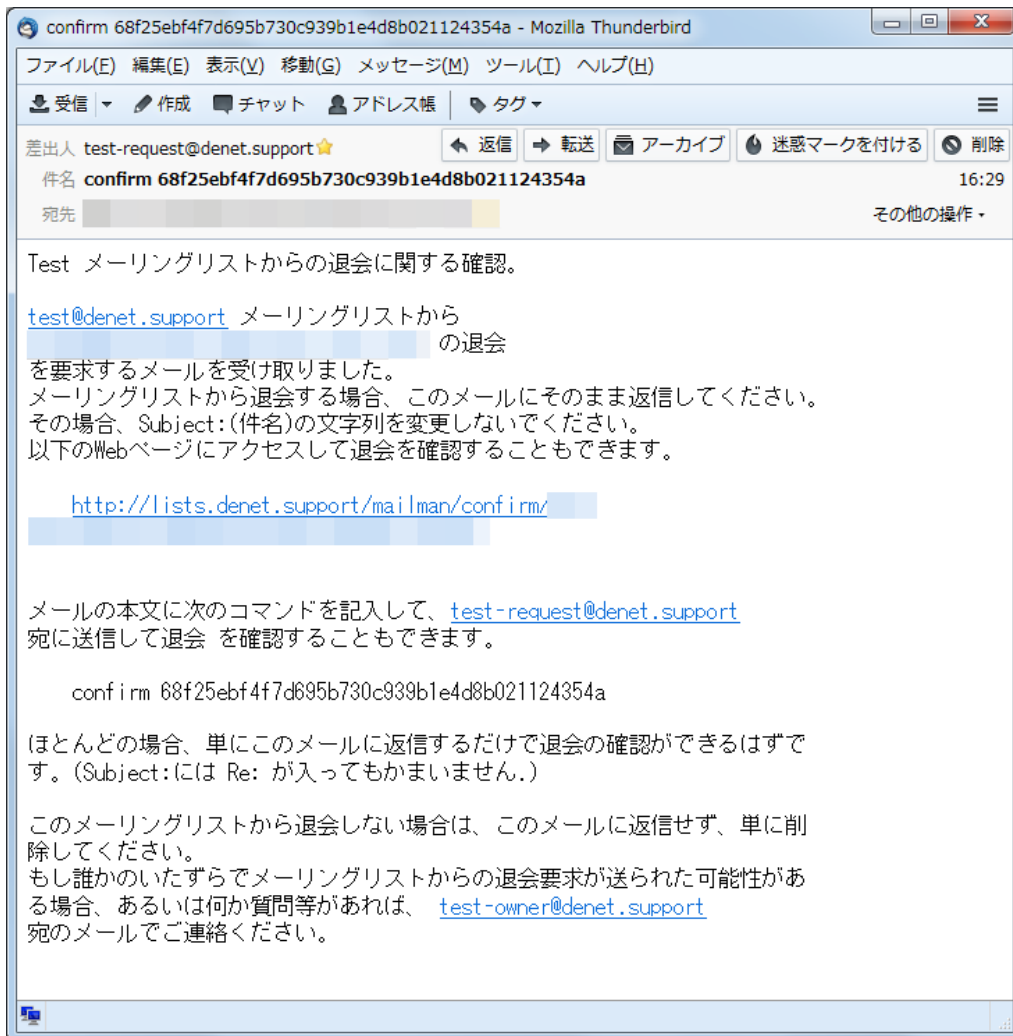 confirm 68f25ebf4f7d695b730c939b1e4d8b021124354a - Mozilla Thunderbird
ファイル(F) 編集(E) 表示(V) 移動(G) メッセージ(M) ツール(T) ヘルプ(H)
受信 作成 チャット アドレス帳 タグ
差出人 test-request@denet.support 返信 転送 アーカイブ 迷惑マークを付ける 削除
件名 confirm 68f25ebf4f7d695b730c939b1e4d8b021124354a 16:29
宛先 その他の操作
Test メーリングリストからの退会に関する確認。
test@denet.support メーリングリストから
の退会
を要求するメールを受け取りました。
メーリングリストから退会する場合、このメールにそのまま返信してください。
その場合、Subject:(件名)の文字列を変更しないでください。
以下のWebページにアクセスして退会を確認することもできます。
http://lists.denet.support/mailman/confirm/
メールの本文に次のコマンドを記入して、test-request@denet.support
宛に送信して退会 を確認することもできます。
confirm 68f25ebf4f7d695b730c939b1e4d8b021124354a
ほとんどの場合、単にこのメールに返信するだけで退会の確認ができるはずで
す。(Subject:には Re: が入ってもかまいません.)
このメーリングリストから退会しない場合は、このメールに返信せず、単に削
除してください。
もし誰かのいたずらでメーリングリストからの退会要求が送られた可能性があ
る場合、あるいは何か質問等があれば、 test-owner@denet.support
宛のメールでご連絡ください。